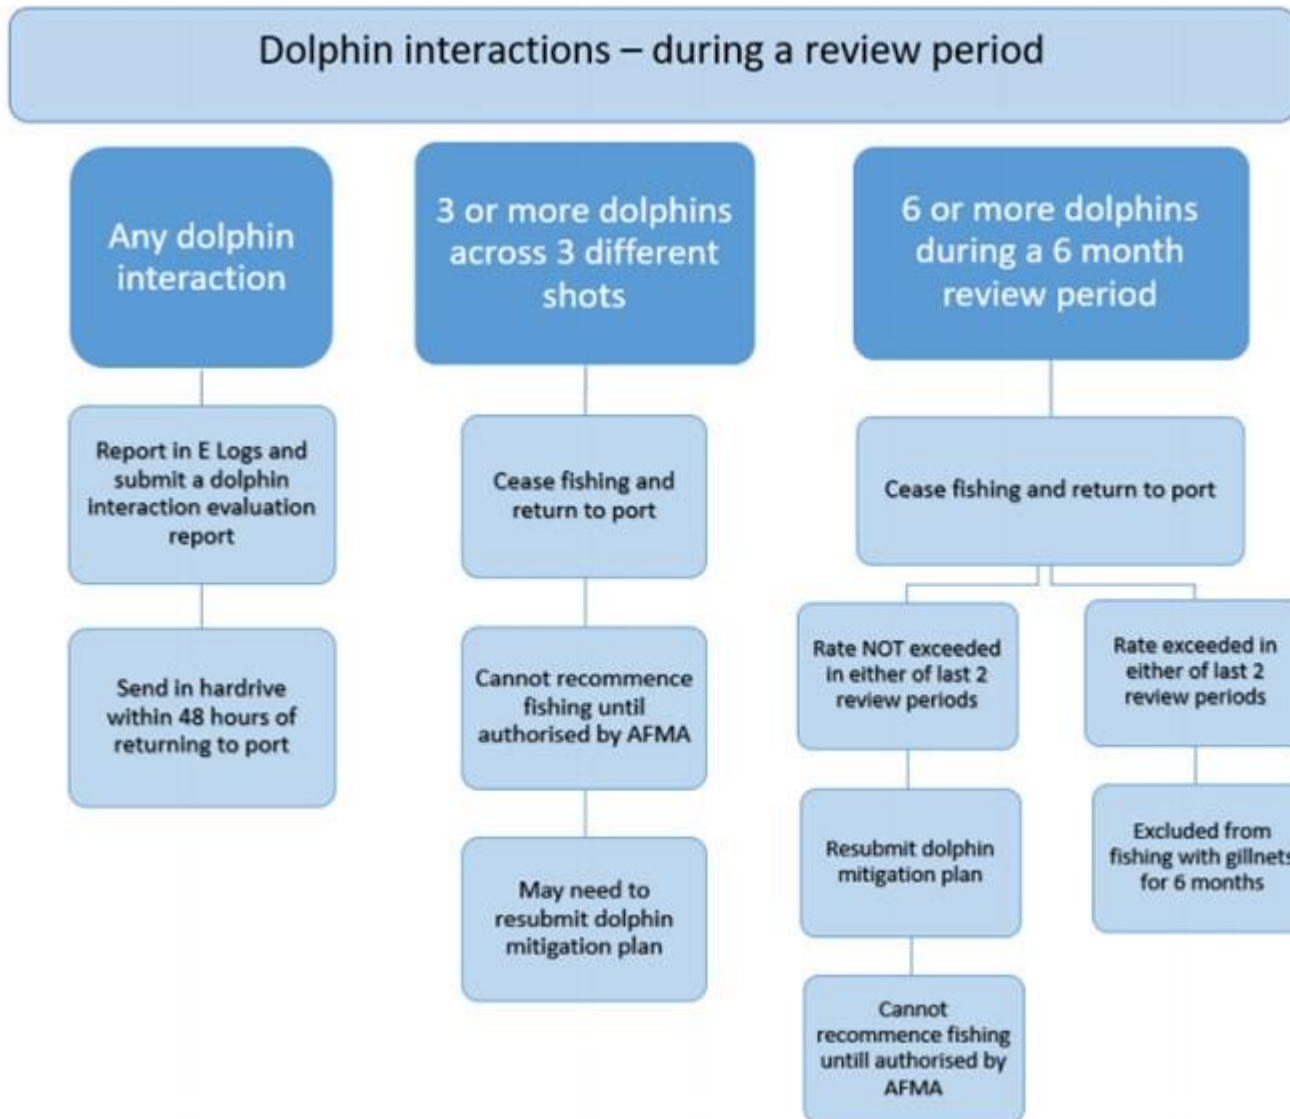 Dolphin interactions – during a review period
Any dolphin
interaction
Report in E Logs and
submit a dolphin
interaction evaluation
report
Send in hardrive
within 48 hours of
returning to port
3 or more dolphins
across 3 different
shots
Cease fishing and
return to port
Cannot recommence
fishing until
authorised by AFMA
May need to
resubmit dolphin
mitigation plan
6 or more dolphins
during a 6 month
review period
Cease fishing and return to port
Rate NOT exceeded
in either of last 2
review periods
Resubmit dolphin
mitigation plan
Cannot
recommence fishing
untill authorised by
AFMA
Rate exceeded in
either of last 2
review periods
Excluded from
fishing with gillnets
for 6 months